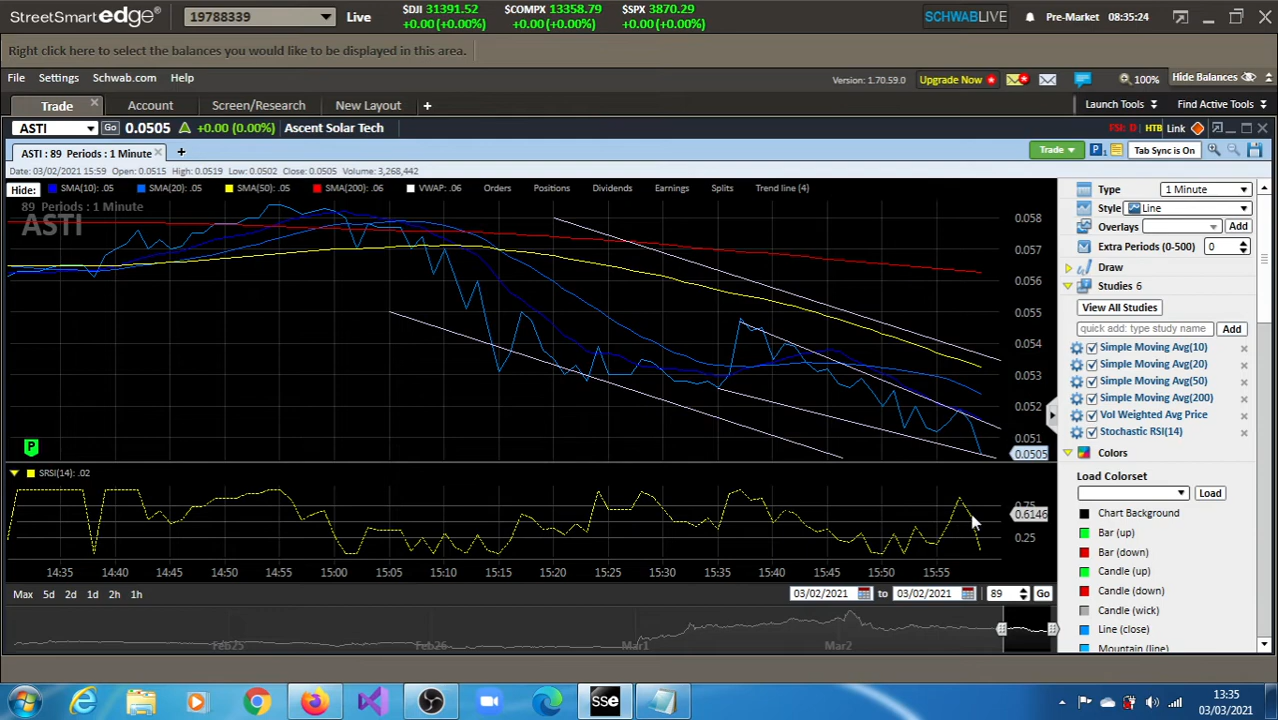 StreetSmart edge
19788339
Live
$DJI 31391.52
+0.00 (+0.00%)
$COMPX 13358.79
+0.00 (+0.00%)
$SPX 3870.29
+0.00 (+0.00%)
SCHWABLIVE
Pre-Market 08:35:24
Right click here to select the balances you would like to be displayed in this area.
File Settings Schwab.com Help
Version: 1.70.59.0
Upgrade Now
100%
Hide Balances
Trade Account Screen/Research New Layout +
Launch Tools
Find Active Tools
ASTI Go 0.0505 +0.00 (0.00%) Ascent Solar Tech
HTB Link
ASTI : 89 Periods : 1 Minute
Trade
Tab Sync is On
Date: 03/02/2021 15:59 Open: 0.0515 High: 0.0519 Low: 0.0502 Close: 0.0505 Volume: 3,268,442
Hide: SMA(10): .05 SMA(20): .05 SMA(50): .05 SMA(200): .06 VWAP: .06 Orders Positions Dividends Earnings Splits Trend line (4)
89 Periods : 1 Minute
ASTI
0.058
0.057
0.056
0.055
0.054
0.053
0.052
0.051
0.0505
P
SRSI(14): .02
0.75
0.6146
0.25
14:35 14:40 14:45 14:50 14:55 15:00 15:05 15:10 15:15 15:20 15:25 15:30 15:35 15:40 15:45 15:50 15:55
Max 5d 2d 1d 2h 1h
03/02/2021 to 03/02/2021 89 Go
Feb25 Feb26 Mar1 Mar2
Type 1 Minute
Style Line
Overlays Add
Extra Periods (0-500) 0
Draw
Studies 6
View All Studies
quick add: type study name Add
Simple Moving Avg(10)
Simple Moving Avg(20)
Simple Moving Avg(50)
Simple Moving Avg(200)
Vol Weighted Avg Price
Stochastic RSI(14)
Colors
Load Colorset
Load
Chart Background
Bar (up)
Bar (down)
Candle (up)
Candle (down)
Candle (wick)
Line (close)
Mountain (line)
sse
13:35
03/03/2021